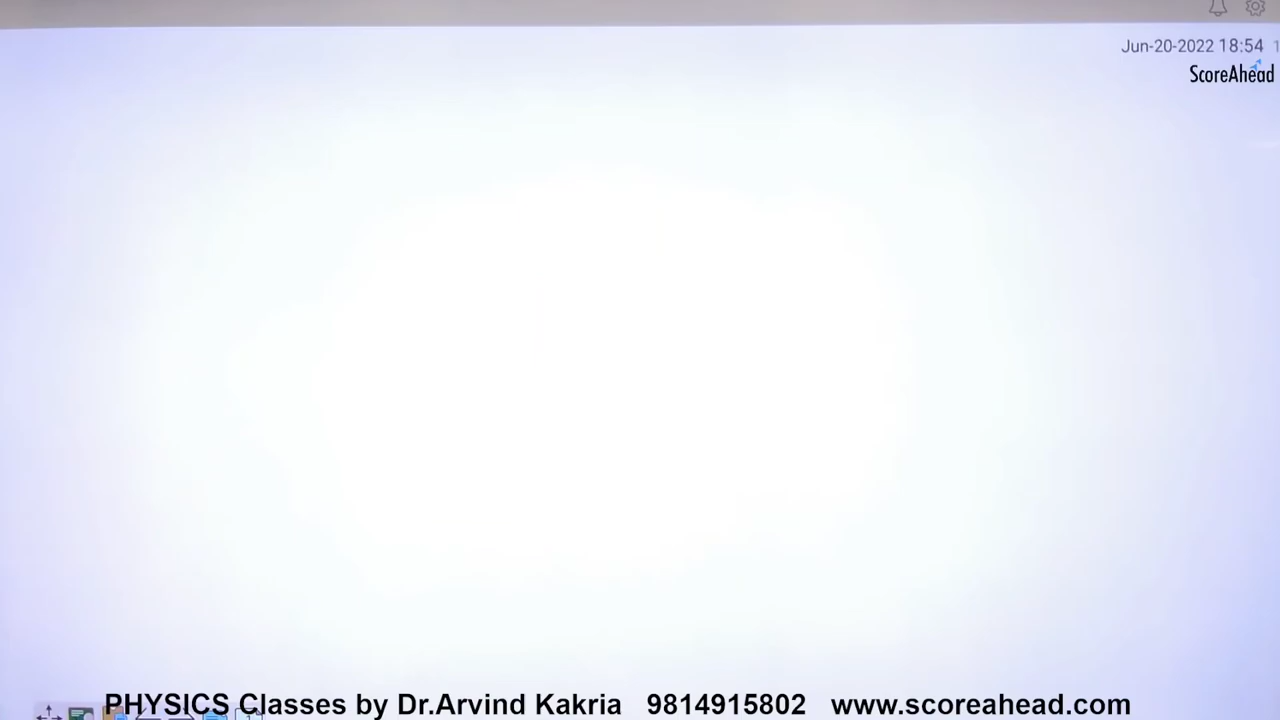 Jun-20-2022 18:54
ScoreAhead
PHYSICS Classes by Dr.Arvind Kakria 9814915802 www.scoreahead.com